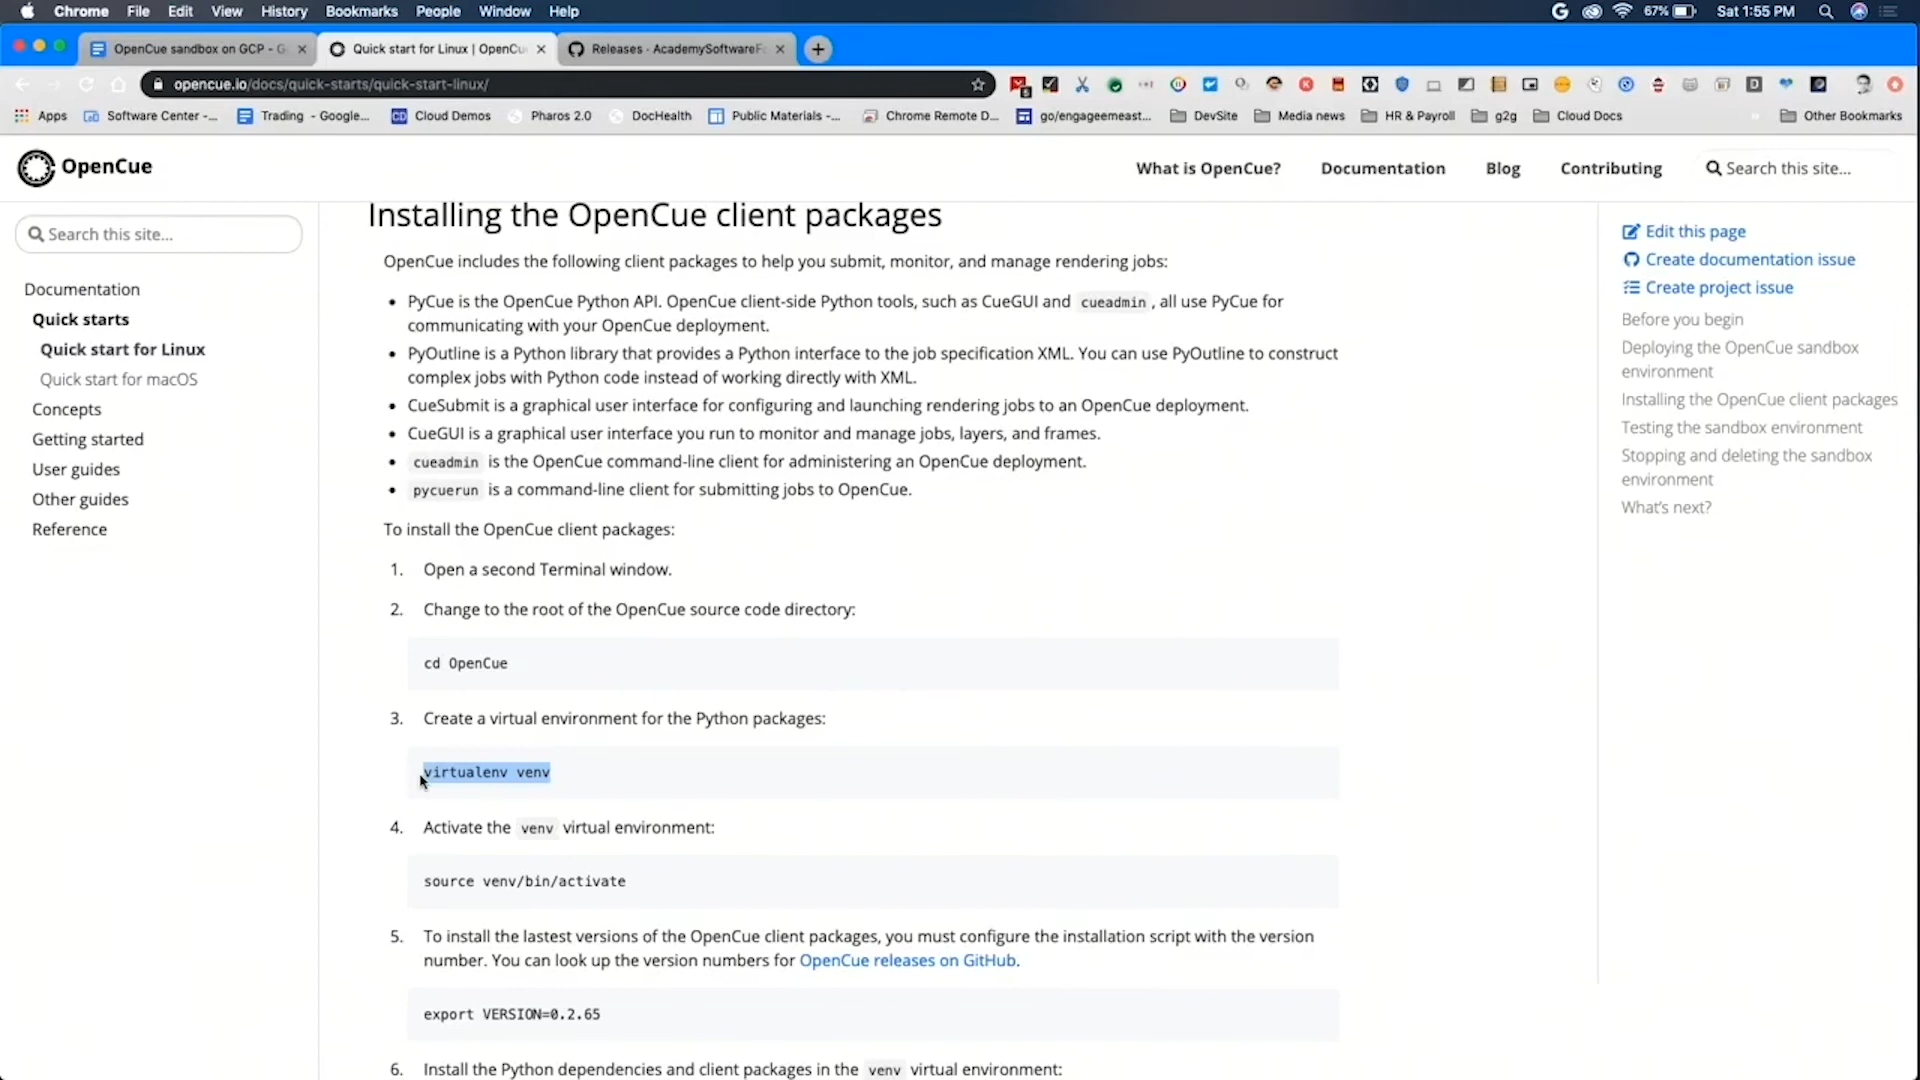 Chrome File Edit View History Bookmarks People Window Help 67% Sat 1:55 PM
OpenCue sandbox on GCP - G
Quick start for Linux | OpenCu
Releases · AcademySoftwareFo
opencue.io/docs/quick-starts/quick-start-linux/
Apps Software Center -... Trading - Google... Cloud Demos Pharos 2.0 DocHealth Public Materials -... Chrome Remote D... go/engageemeast... DevSite Media news HR & Payroll g2g Cloud Docs Other Bookmarks
OpenCue
What is OpenCue? Documentation Blog Contributing Search this site...
Search this site...
Documentation
Quick starts
Quick start for Linux
Quick start for macOS
Concepts
Getting started
User guides
Other guides
Reference
Installing the OpenCue client packages
OpenCue includes the following client packages to help you submit, monitor, and manage rendering jobs:
• PyCue is the OpenCue Python API. OpenCue client-side Python tools, such as CueGUI and cueadmin, all use PyCue for
communicating with your OpenCue deployment.
• PyOutline is a Python library that provides a Python interface to the job specification XML. You can use PyOutline to construct
complex jobs with Python code instead of working directly with XML.
• CueSubmit is a graphical user interface for configuring and launching rendering jobs to an OpenCue deployment.
• CueGUI is a graphical user interface you run to monitor and manage jobs, layers, and frames.
• cueadmin is the OpenCue command-line client for administering an OpenCue deployment.
• pycuerun is a command-line client for submitting jobs to OpenCue.
To install the OpenCue client packages:
1. Open a second Terminal window.
2. Change to the root of the OpenCue source code directory:
cd OpenCue
3. Create a virtual environment for the Python packages:
virtualenv venv
4. Activate the venv virtual environment:
source venv/bin/activate
5. To install the lastest versions of the OpenCue client packages, you must configure the installation script with the version
number. You can look up the version numbers for OpenCue releases on GitHub.
export VERSION=0.2.65
6. Install the Python dependencies and client packages in the venv virtual environment:
Edit this page
Create documentation issue
Create project issue
Before you begin
Deploying the OpenCue sandbox
environment
Installing the OpenCue client packages
Testing the sandbox environment
Stopping and deleting the sandbox
environment
What's next?